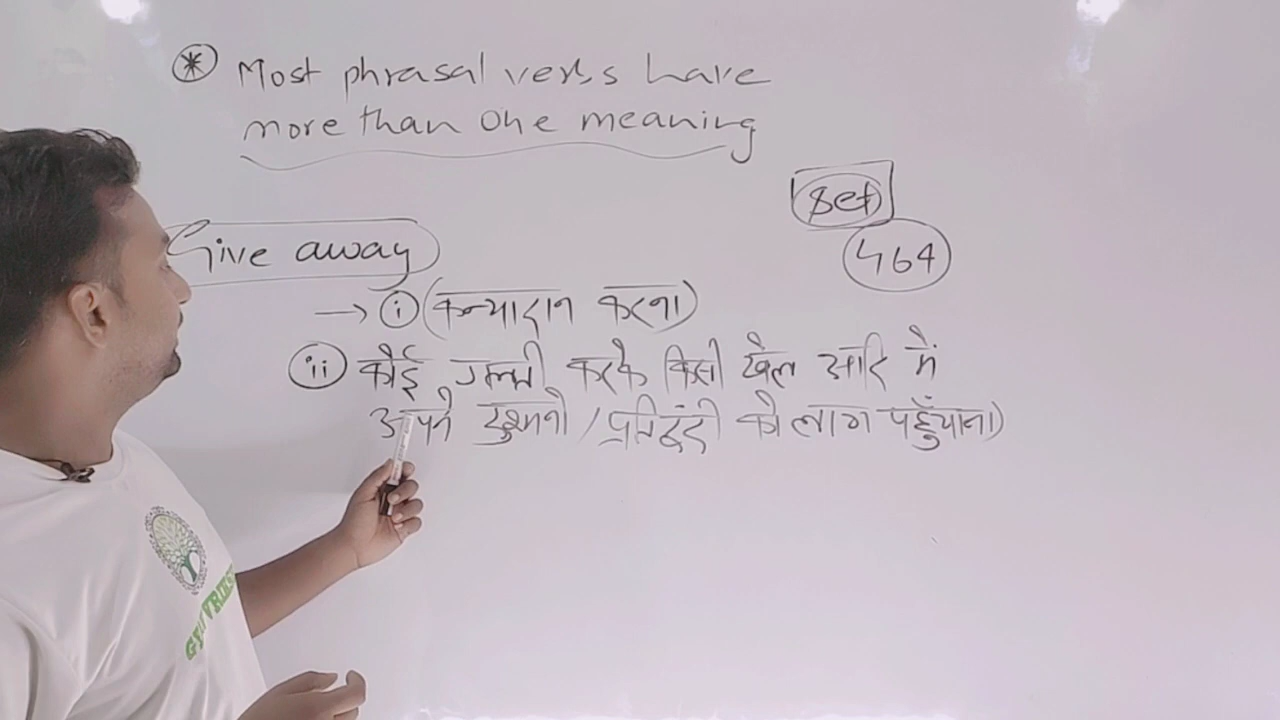 * Most phrasal verbs have
more than one meaning
set
464
Give away
→ i (कन्यादान करना)
ii कोई गलती करके किसी खेल आदि में
अपने दुश्मनों / प्रतिद्वंदी को लाभ पहुँचाना)